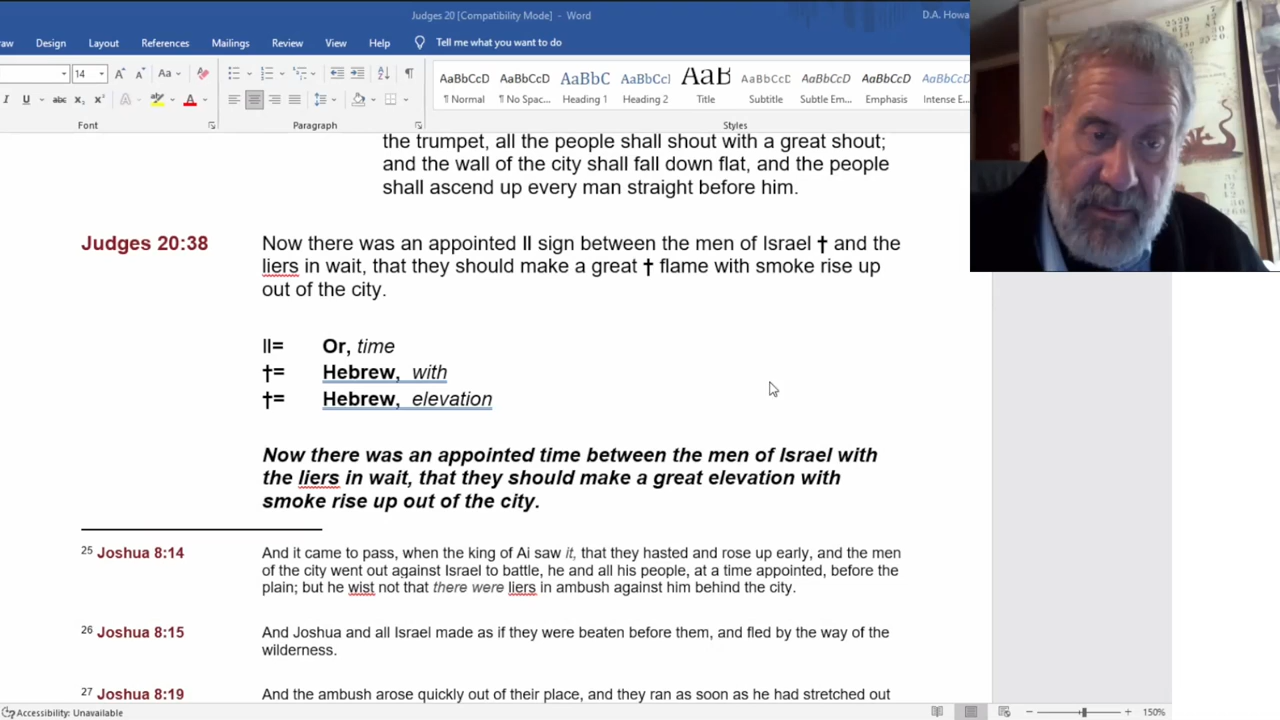 Judges 20 [Compatibility Mode] - Word
D.A. Howa
aw Design Layout References Mailings Review View Help Tell me what you want to do
14 Aa
I U abc x₂ x² A A
AaBbCcD AaBbCcD AaBbC AaBbCcI AaB AaBbCcD AaBbCcD AaBbCcD AaBbCcD
¶ Normal ¶ No Spac... Heading 1 Heading 2 Title Subtitle Subtle Em... Emphasis Intense E...
Font Paragraph Styles
the trumpet, all the people shall shout with a great shout;
and the wall of the city shall fall down flat, and the people
shall ascend up every man straight before him.
Judges 20:38 Now there was an appointed ll sign between the men of Israel † and the
liers in wait, that they should make a great † flame with smoke rise up
out of the city.
ll= Or, time
†= Hebrew, with
†= Hebrew, elevation
Now there was an appointed time between the men of Israel with
the liers in wait, that they should make a great elevation with
smoke rise up out of the city.
25 Joshua 8:14 And it came to pass, when the king of Ai saw it, that they hasted and rose up early, and the men
of the city went out against Israel to battle, he and all his people, at a time appointed, before the
plain; but he wist not that there were liers in ambush against him behind the city.
26 Joshua 8:15 And Joshua and all Israel made as if they were beaten before them, and fled by the way of the
wilderness.
27 Joshua 8:19 And the ambush arose quickly out of their place, and they ran as soon as he had stretched out
Accessibility: Unavailable
150%
2520
2520
1260